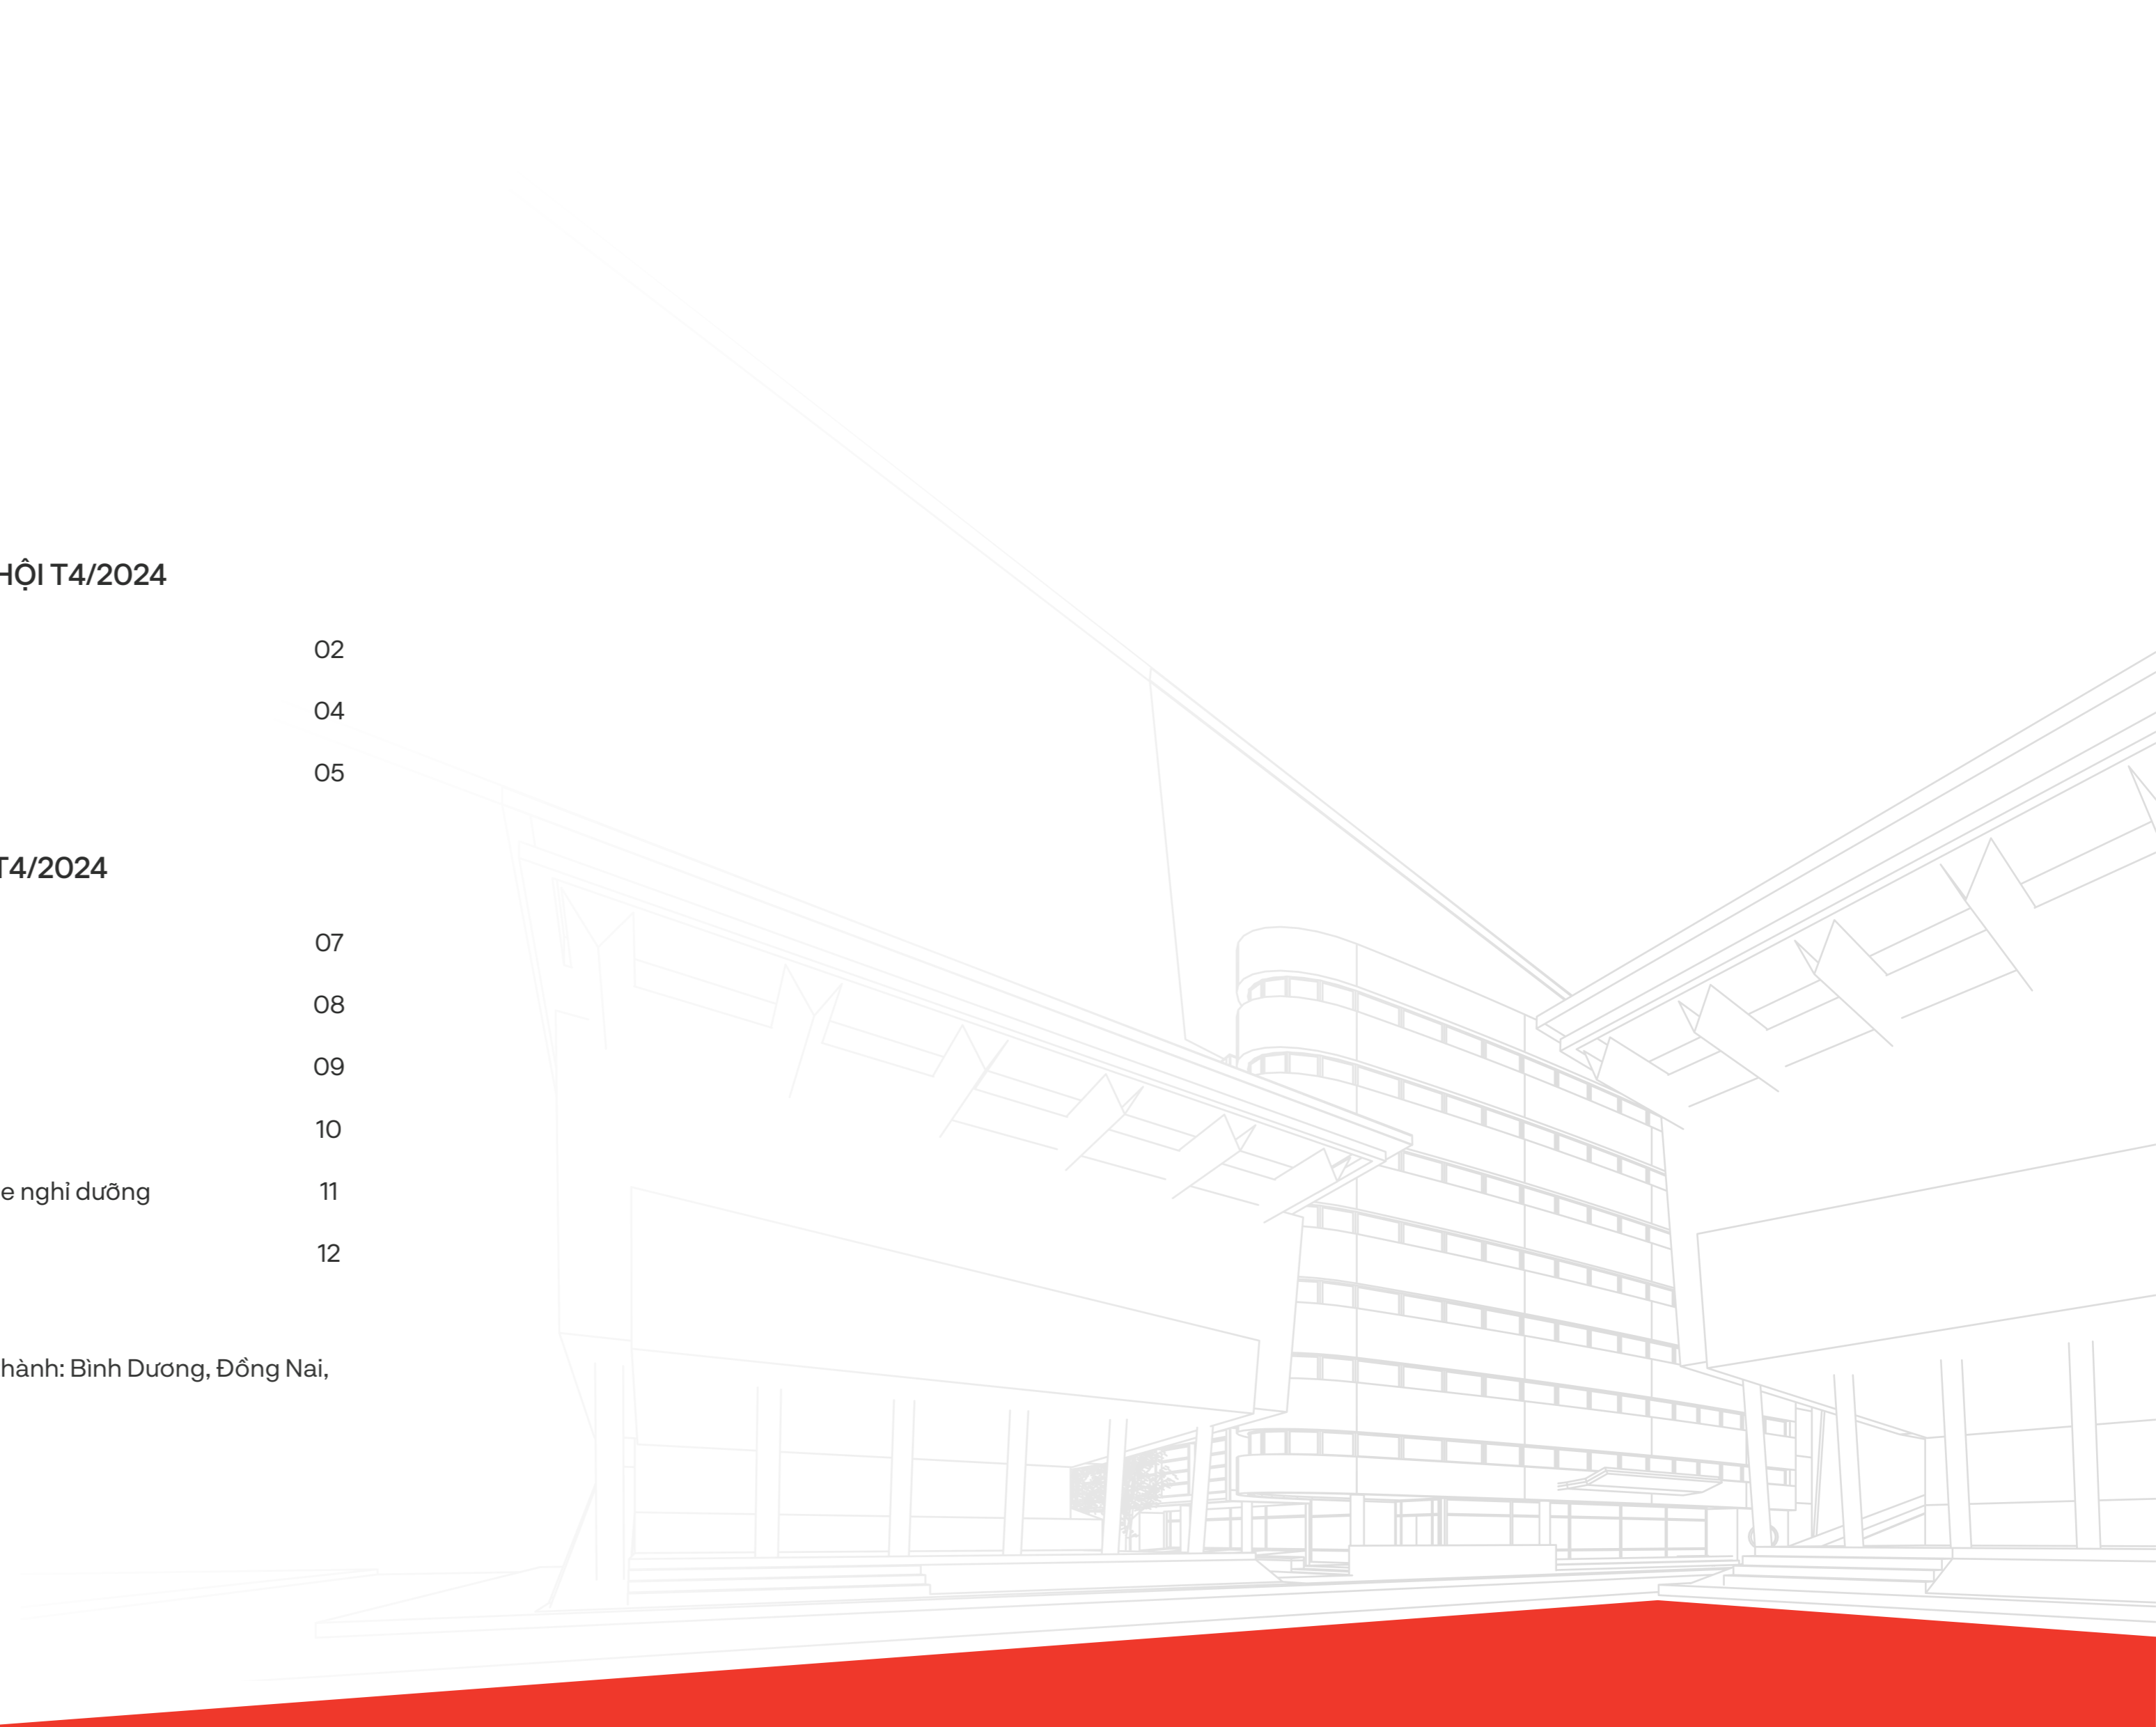 HỘI T4/2024
02
04
05
T4/2024
07
08
09
10
e nghỉ dưỡng 11
12
hành: Bình Dương, Đồng Nai,